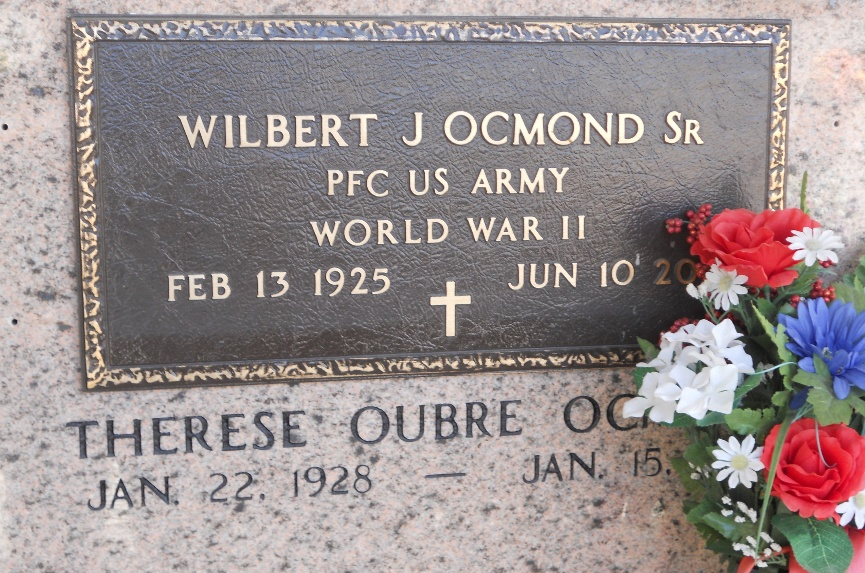 WILBERT J OCMOND SR
PFC US ARMY
WORLD WAR II
FEB 13 1925 JUN 10
THERESE OUBRE
JAN. 22. 1928 — JAN. 15.